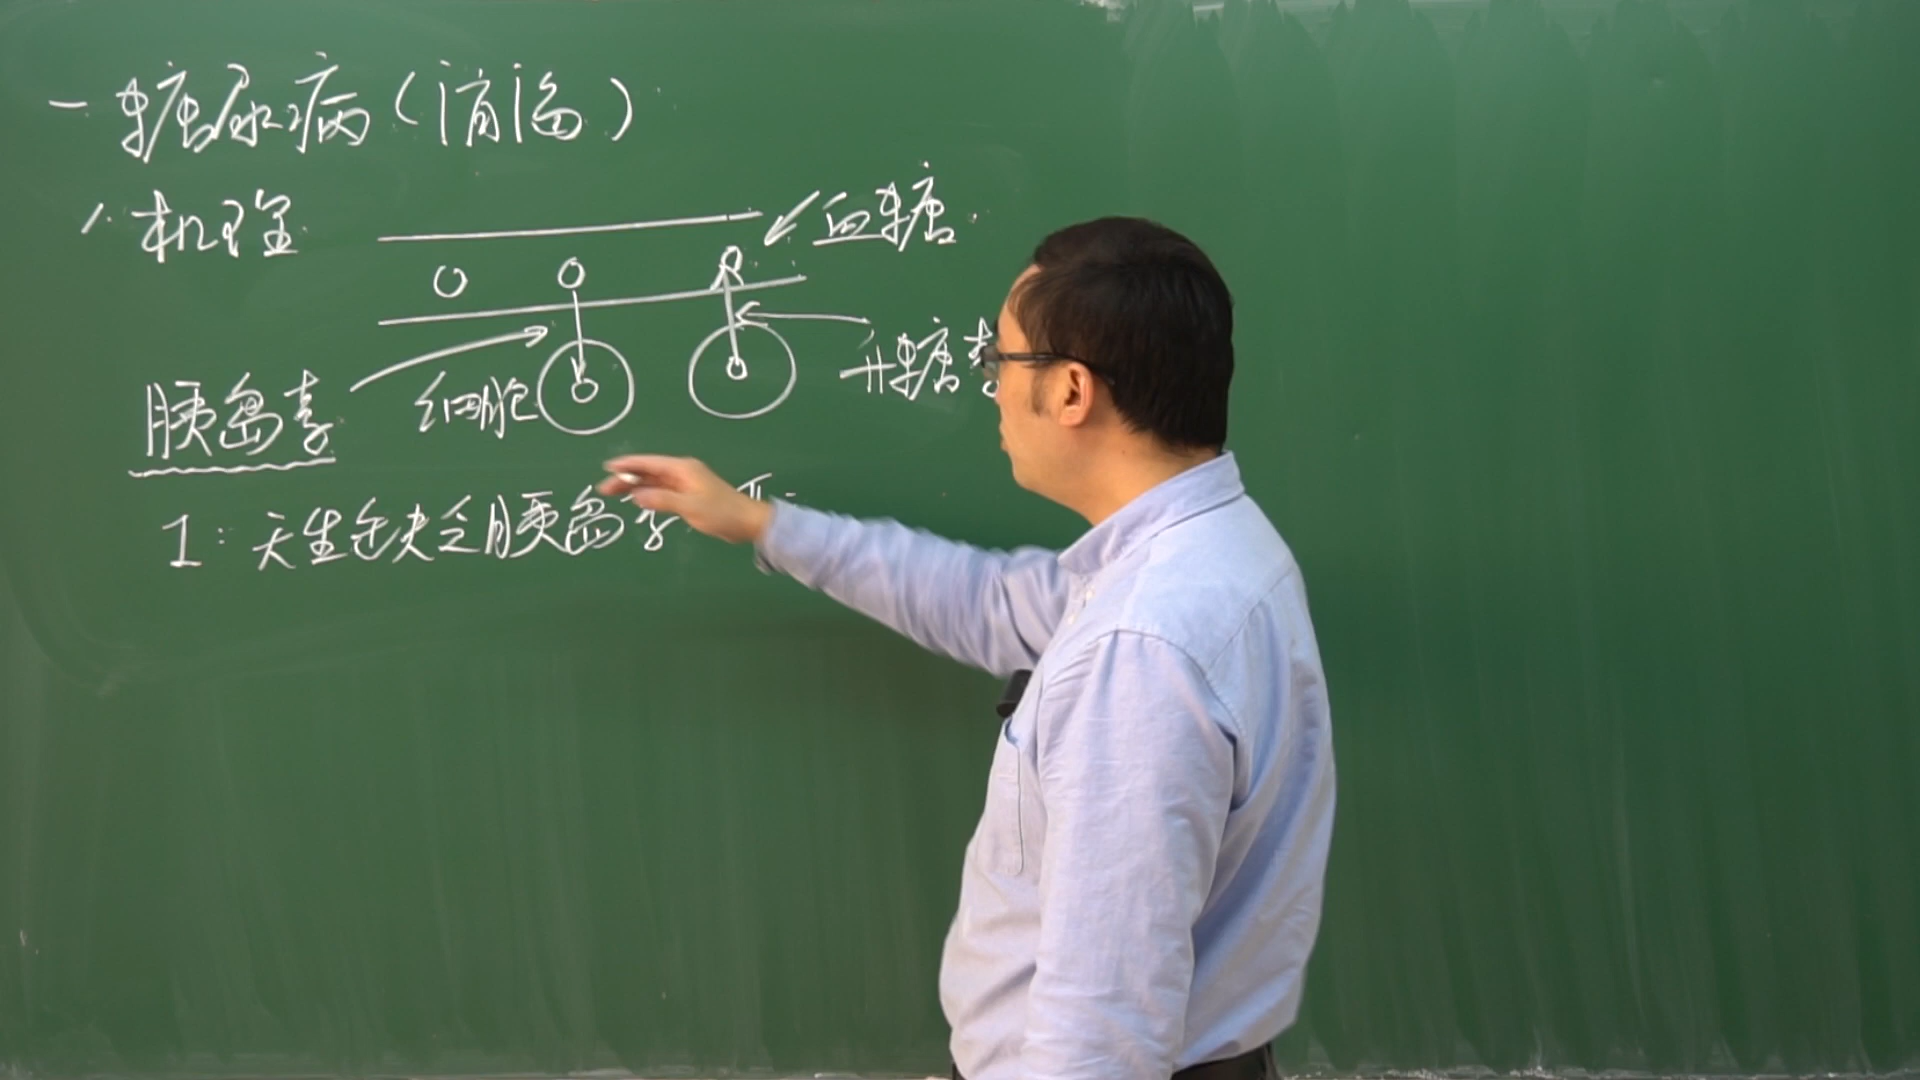 一 糖尿病(消渴)
1. 机理
血糖
细胞
升糖素
胰岛素
I: 天生缺乏胰岛素 II: